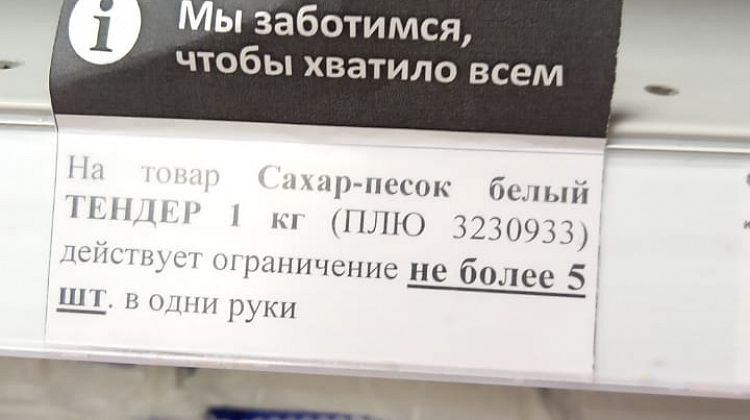 i
Мы заботимся,
чтобы хватило всем
На товар Сахар-песок белый
ТЕНДЕР 1 кг (ПЛЮ 3230933)
действует ограничение не более 5
шт. в одни руки